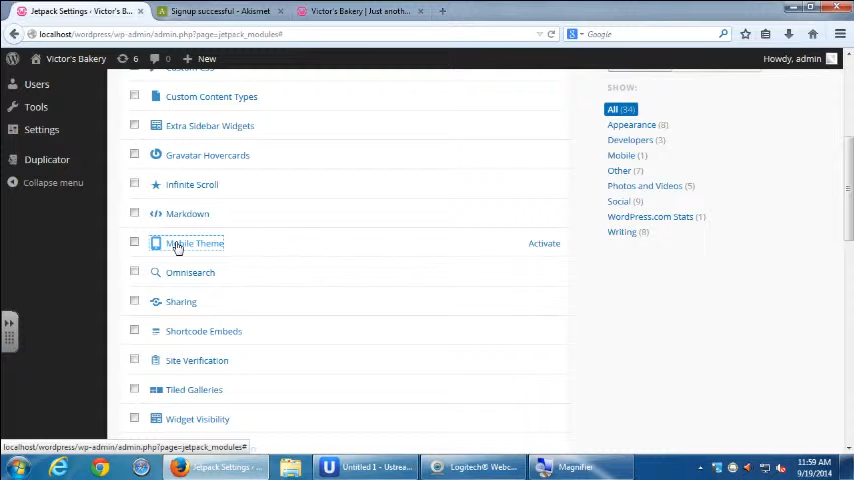 Jetpack Settings ‹ Victor's B... ×
Signup successful - Akismet ×
Victor's Bakery | Just anoth... ×
+
localhost/wordpress/wp-admin/admin.php?page=jetpack_modules#
Google
Victor's Bakery
6
0
+ New
Howdy, admin
Users
Tools
Settings
Duplicator
Collapse menu
Custom CSS
Custom Content Types
Extra Sidebar Widgets
Gravatar Hovercards
Infinite Scroll
Markdown
Mobile Theme
Activate
Omnisearch
Sharing
Shortcode Embeds
Site Verification
Tiled Galleries
Widget Visibility
SHOW:
All (34)
Appearance (8)
Developers (3)
Mobile (1)
Other (7)
Photos and Videos (5)
Social (9)
WordPress.com Stats (1)
Writing (8)
localhost/wordpress/wp-admin/admin.php?page=jetpack_modules#
Jetpack Settings ‹ ...
Untitled 1 - Ustrea...
Logitech® Webc...
Magnifier
11:59 AM
9/19/2014